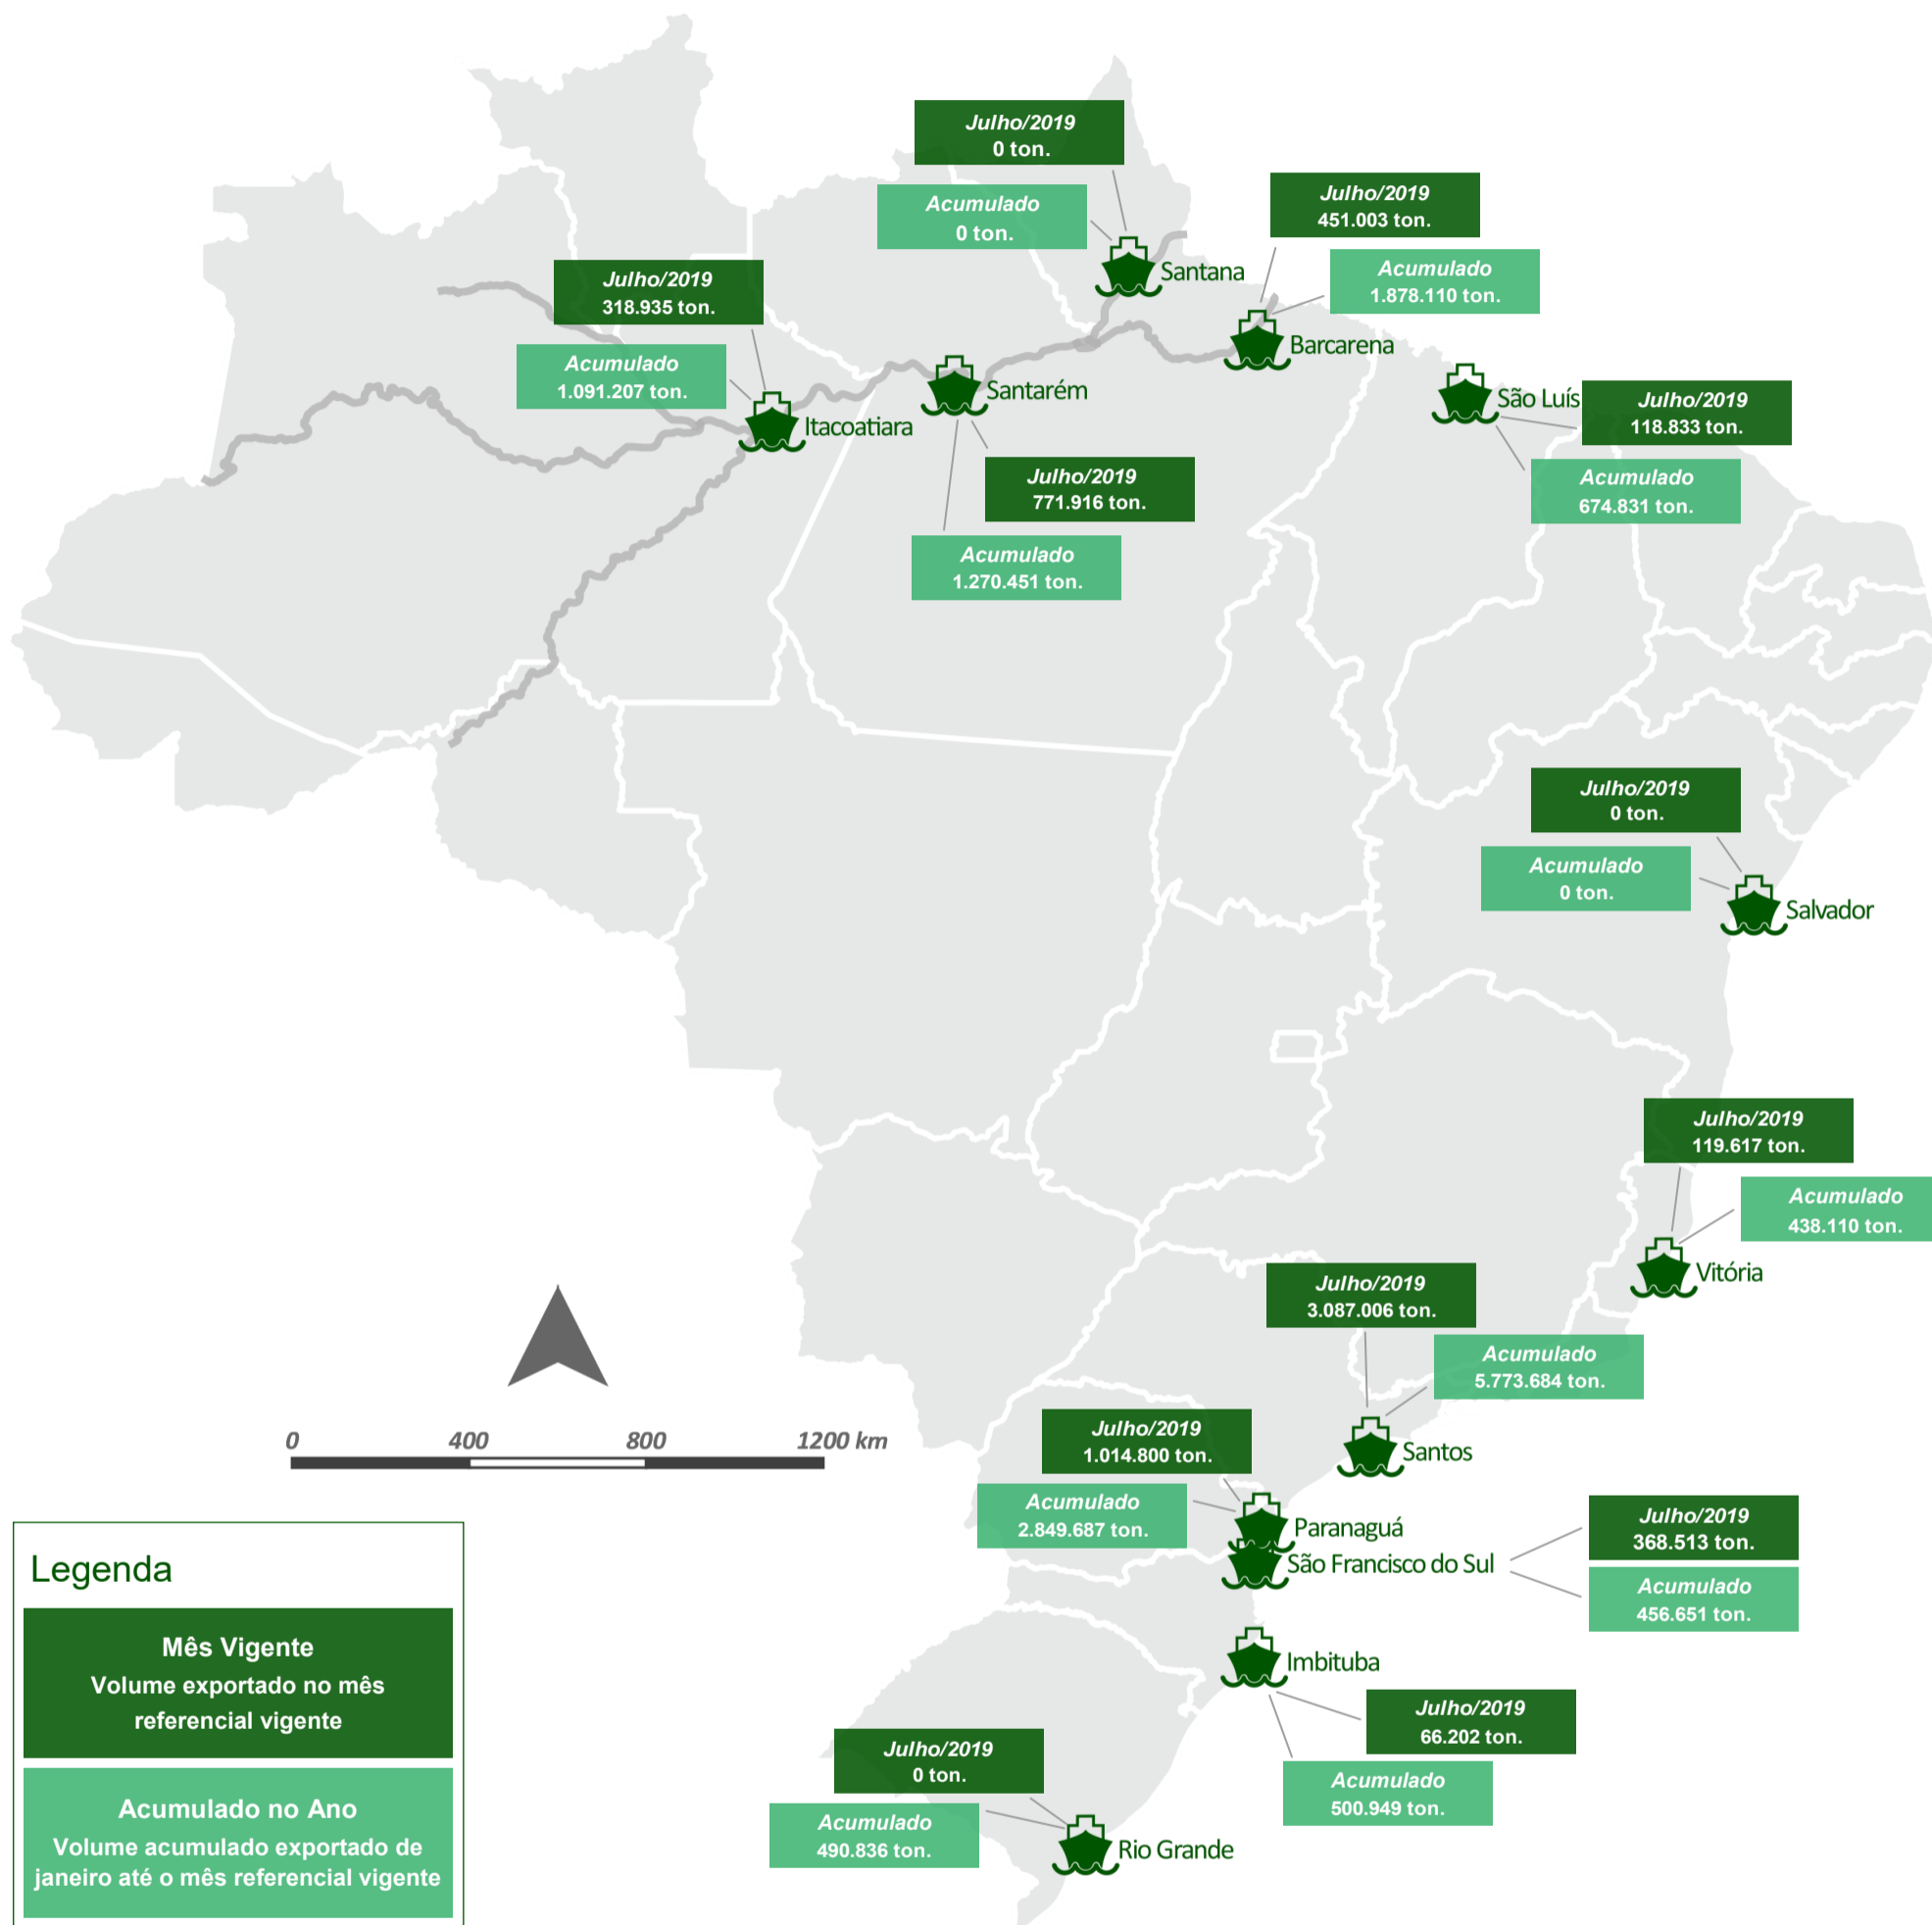 Julho/2019
0 ton.
Acumulado
0 ton.
Santana
Julho/2019
451.003 ton.
Acumulado
1.878.110 ton.
Barcarena
Julho/2019
318.935 ton.
Acumulado
1.091.207 ton.
Itacoatiara
Santarém
Julho/2019
771.916 ton.
Acumulado
1.270.451 ton.
São Luís
Julho/2019
118.833 ton.
Acumulado
674.831 ton.
Julho/2019
0 ton.
Acumulado
0 ton.
Salvador
Julho/2019
119.617 ton.
Acumulado
438.110 ton.
Vitória
Julho/2019
3.087.006 ton.
Acumulado
5.773.684 ton.
Santos
Julho/2019
1.014.800 ton.
Acumulado
2.849.687 ton.
Paranaguá
São Francisco do Sul
Julho/2019
368.513 ton.
Acumulado
456.651 ton.
Imbituba
Julho/2019
66.202 ton.
Acumulado
500.949 ton.
Julho/2019
0 ton.
Acumulado
490.836 ton.
Rio Grande
0 400 800 1200 km
Legenda
Mês Vigente
Volume exportado no mês
referencial vigente
Acumulado no Ano
Volume acumulado exportado de
janeiro até o mês referencial vigente